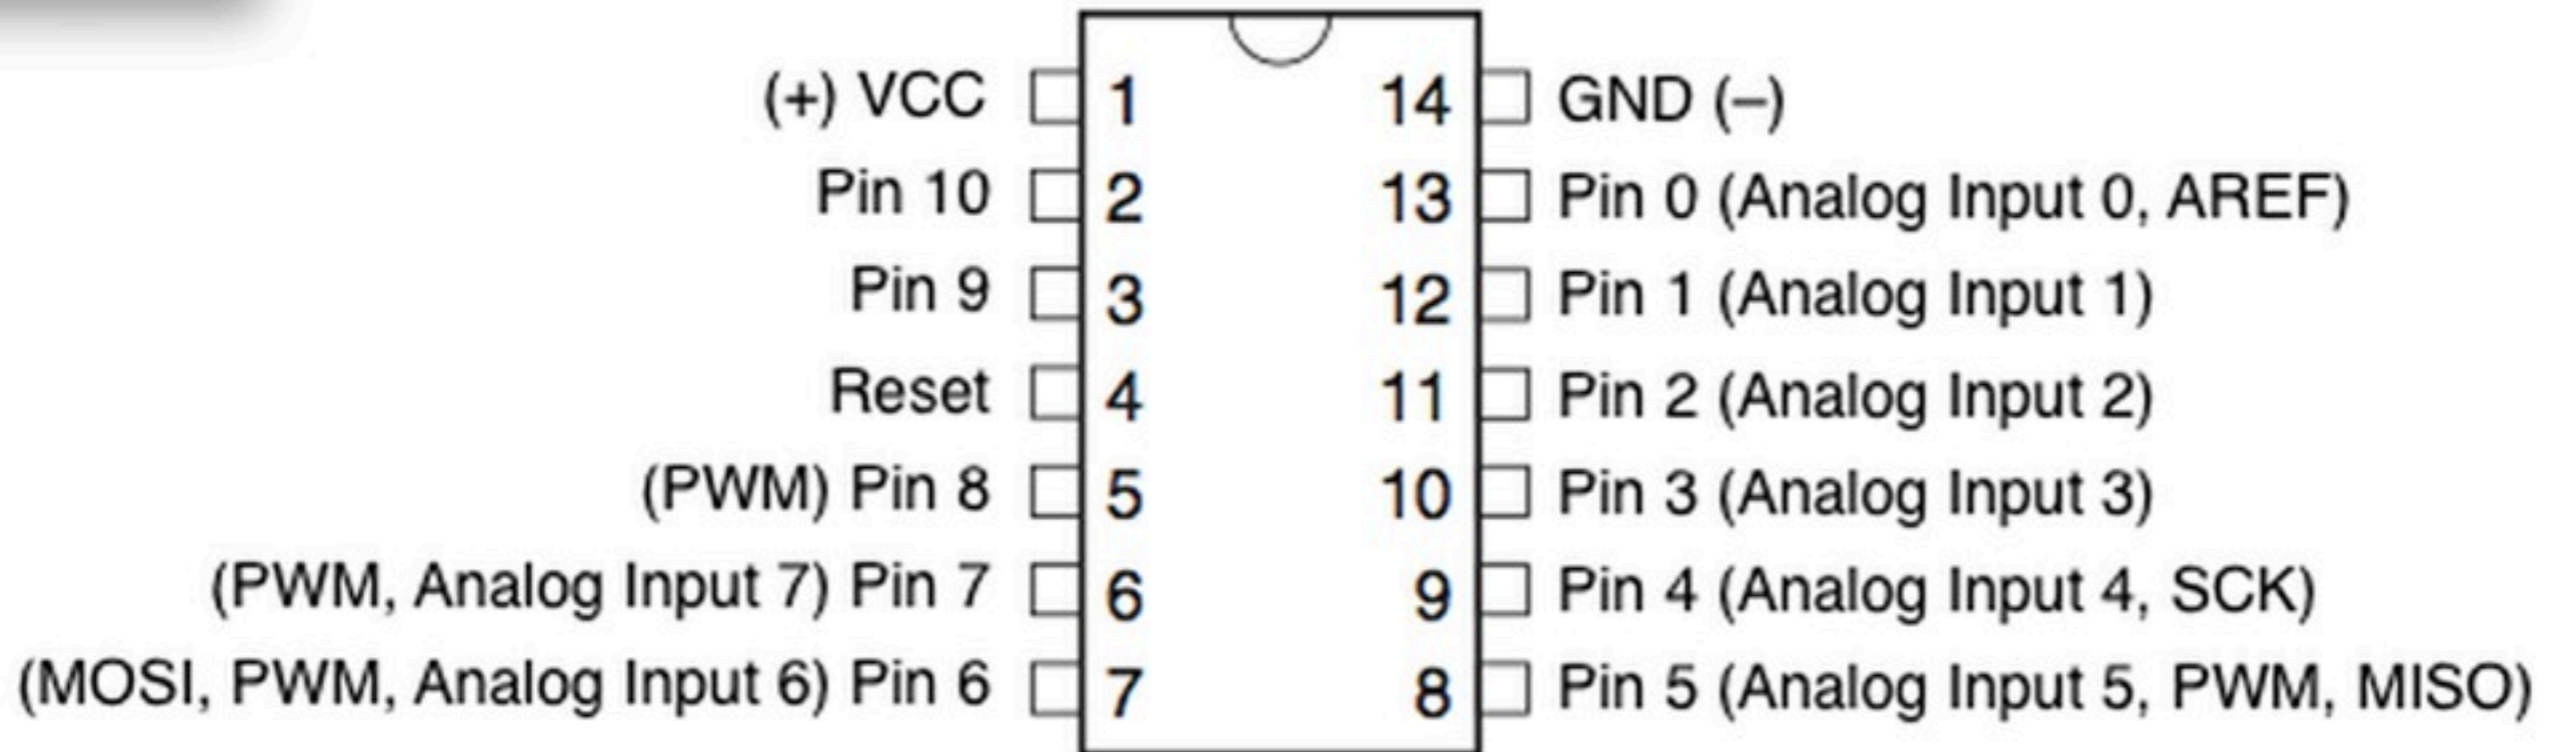 (+) VCC 1 14 GND (–)
Pin 10 2 13 Pin 0 (Analog Input 0, AREF)
Pin 9 3 12 Pin 1 (Analog Input 1)
Reset 4 11 Pin 2 (Analog Input 2)
(PWM) Pin 8 5 10 Pin 3 (Analog Input 3)
(PWM, Analog Input 7) Pin 7 6 9 Pin 4 (Analog Input 4, SCK)
(MOSI, PWM, Analog Input 6) Pin 6 7 8 Pin 5 (Analog Input 5, PWM, MISO)